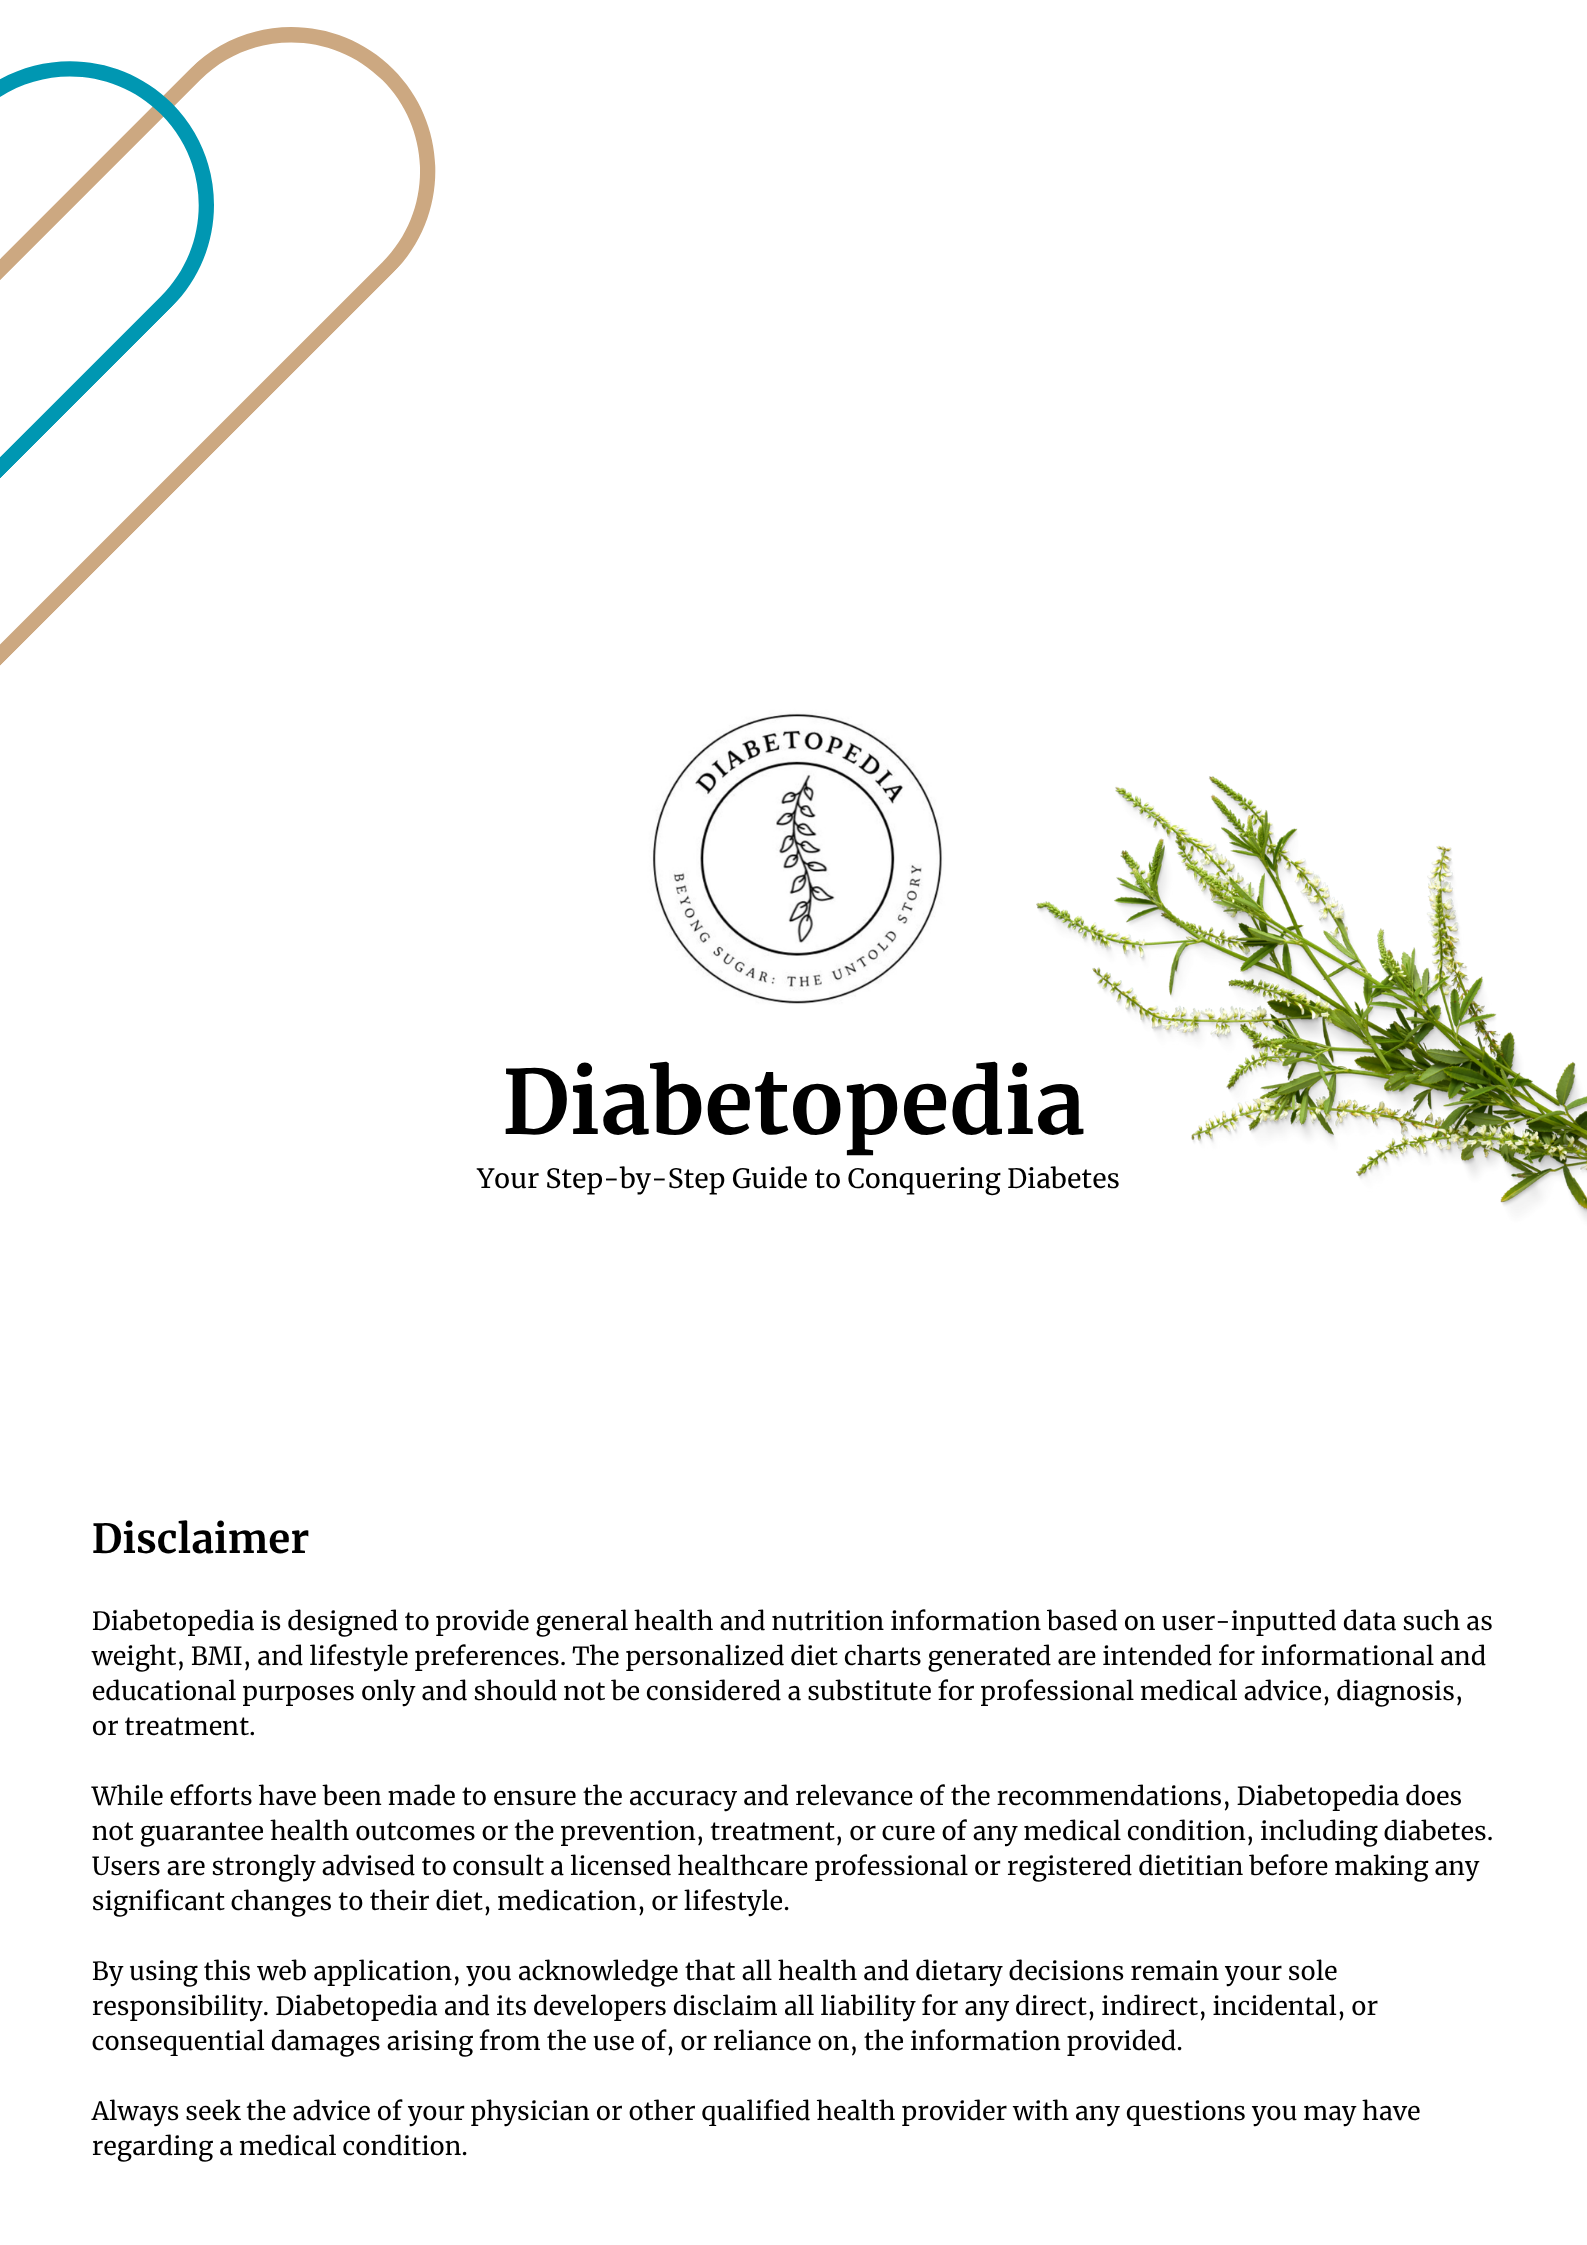 DIABETOPEDIA
BEYONG SUGAR: THE UNTOLD STORY
Diabetopedia
Your Step-by-Step Guide to Conquering Diabetes
Disclaimer
Diabetopedia is designed to provide general health and nutrition information based on user-inputted data such as
weight, BMI, and lifestyle preferences. The personalized diet charts generated are intended for informational and
educational purposes only and should not be considered a substitute for professional medical advice, diagnosis,
or treatment.
While efforts have been made to ensure the accuracy and relevance of the recommendations, Diabetopedia does
not guarantee health outcomes or the prevention, treatment, or cure of any medical condition, including diabetes.
Users are strongly advised to consult a licensed healthcare professional or registered dietitian before making any
significant changes to their diet, medication, or lifestyle.
By using this web application, you acknowledge that all health and dietary decisions remain your sole
responsibility. Diabetopedia and its developers disclaim all liability for any direct, indirect, incidental, or
consequential damages arising from the use of, or reliance on, the information provided.
Always seek the advice of your physician or other qualified health provider with any questions you may have
regarding a medical condition.